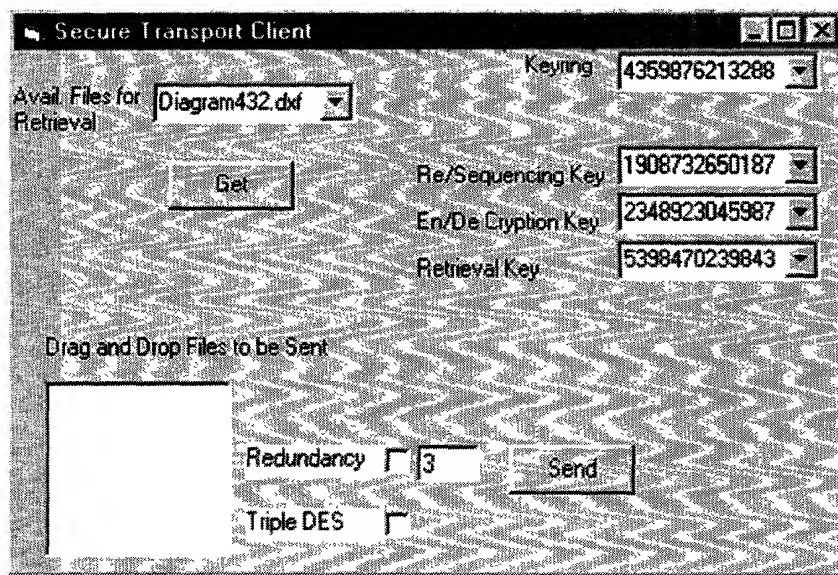 Secure Transport Client
Keyring 4359876213288
Avail. Files for Retrieval Diagram432.dxf
Get
Re/Sequencing Key 1908732650187
En/De Cryption Key 2348923045987
Retrieval Key 5398470239843
Drag and Drop Files to be Sent
Redundancy 3
Send
Triple DES